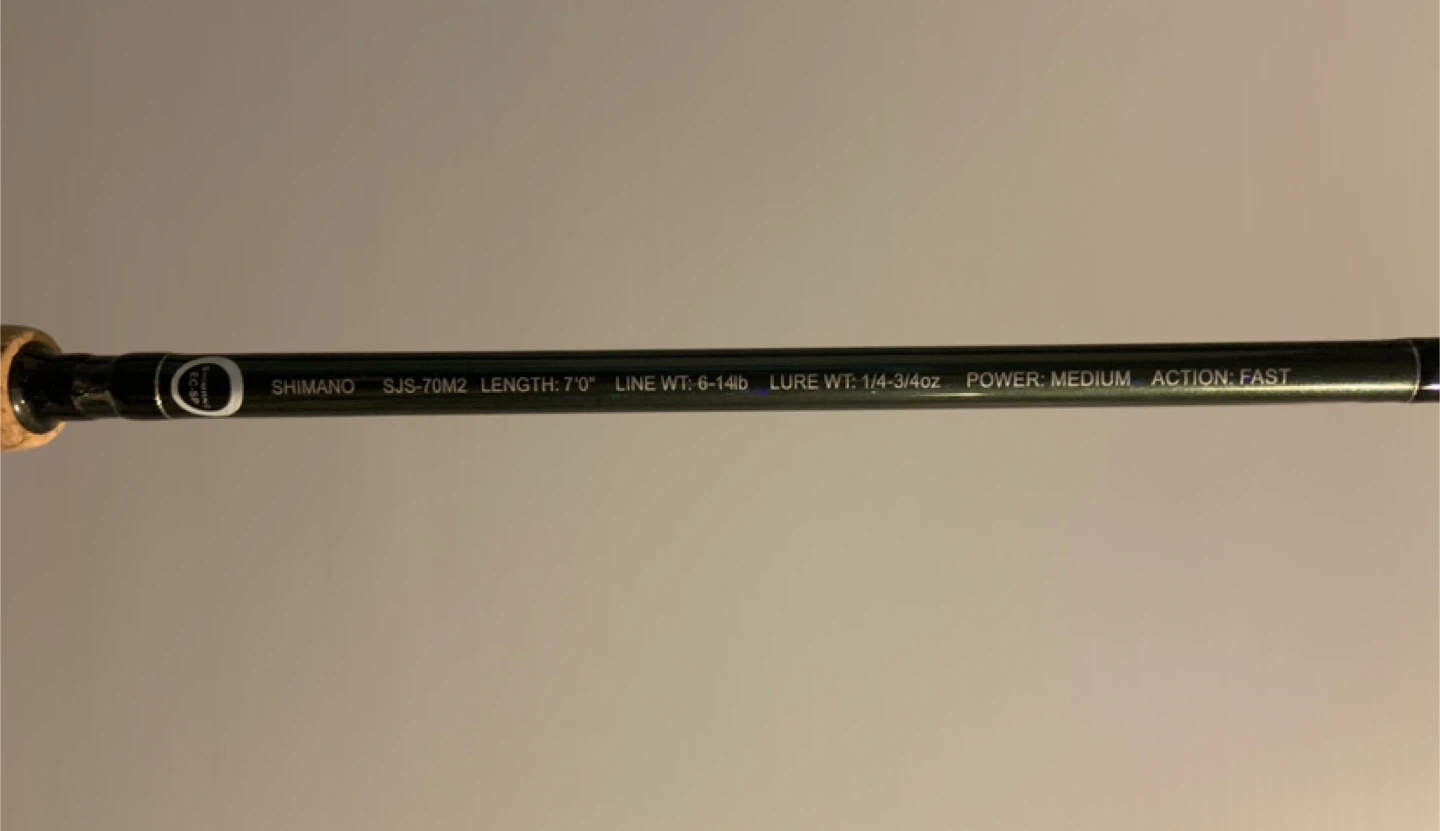 SHIMANO SJS-70M2 LENGTH: 7'0" LINE WT: 6-14lb LURE WT: 1/4-3/4oz POWER: MEDIUM ACTION: FAST